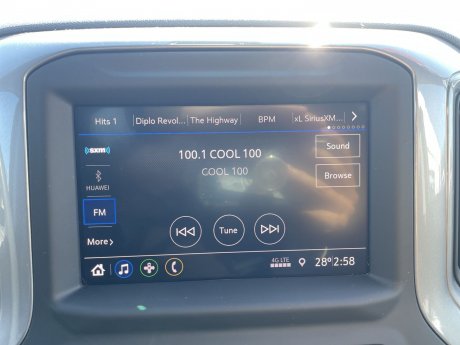 Hits 1 Diplo Revol... The Highway BPM xL SiriusXM...
sxm
100.1 COOL 100
Sound
COOL 100
HUAWEI
Browse
FM
Tune
More
4G LTE 28° 2:58